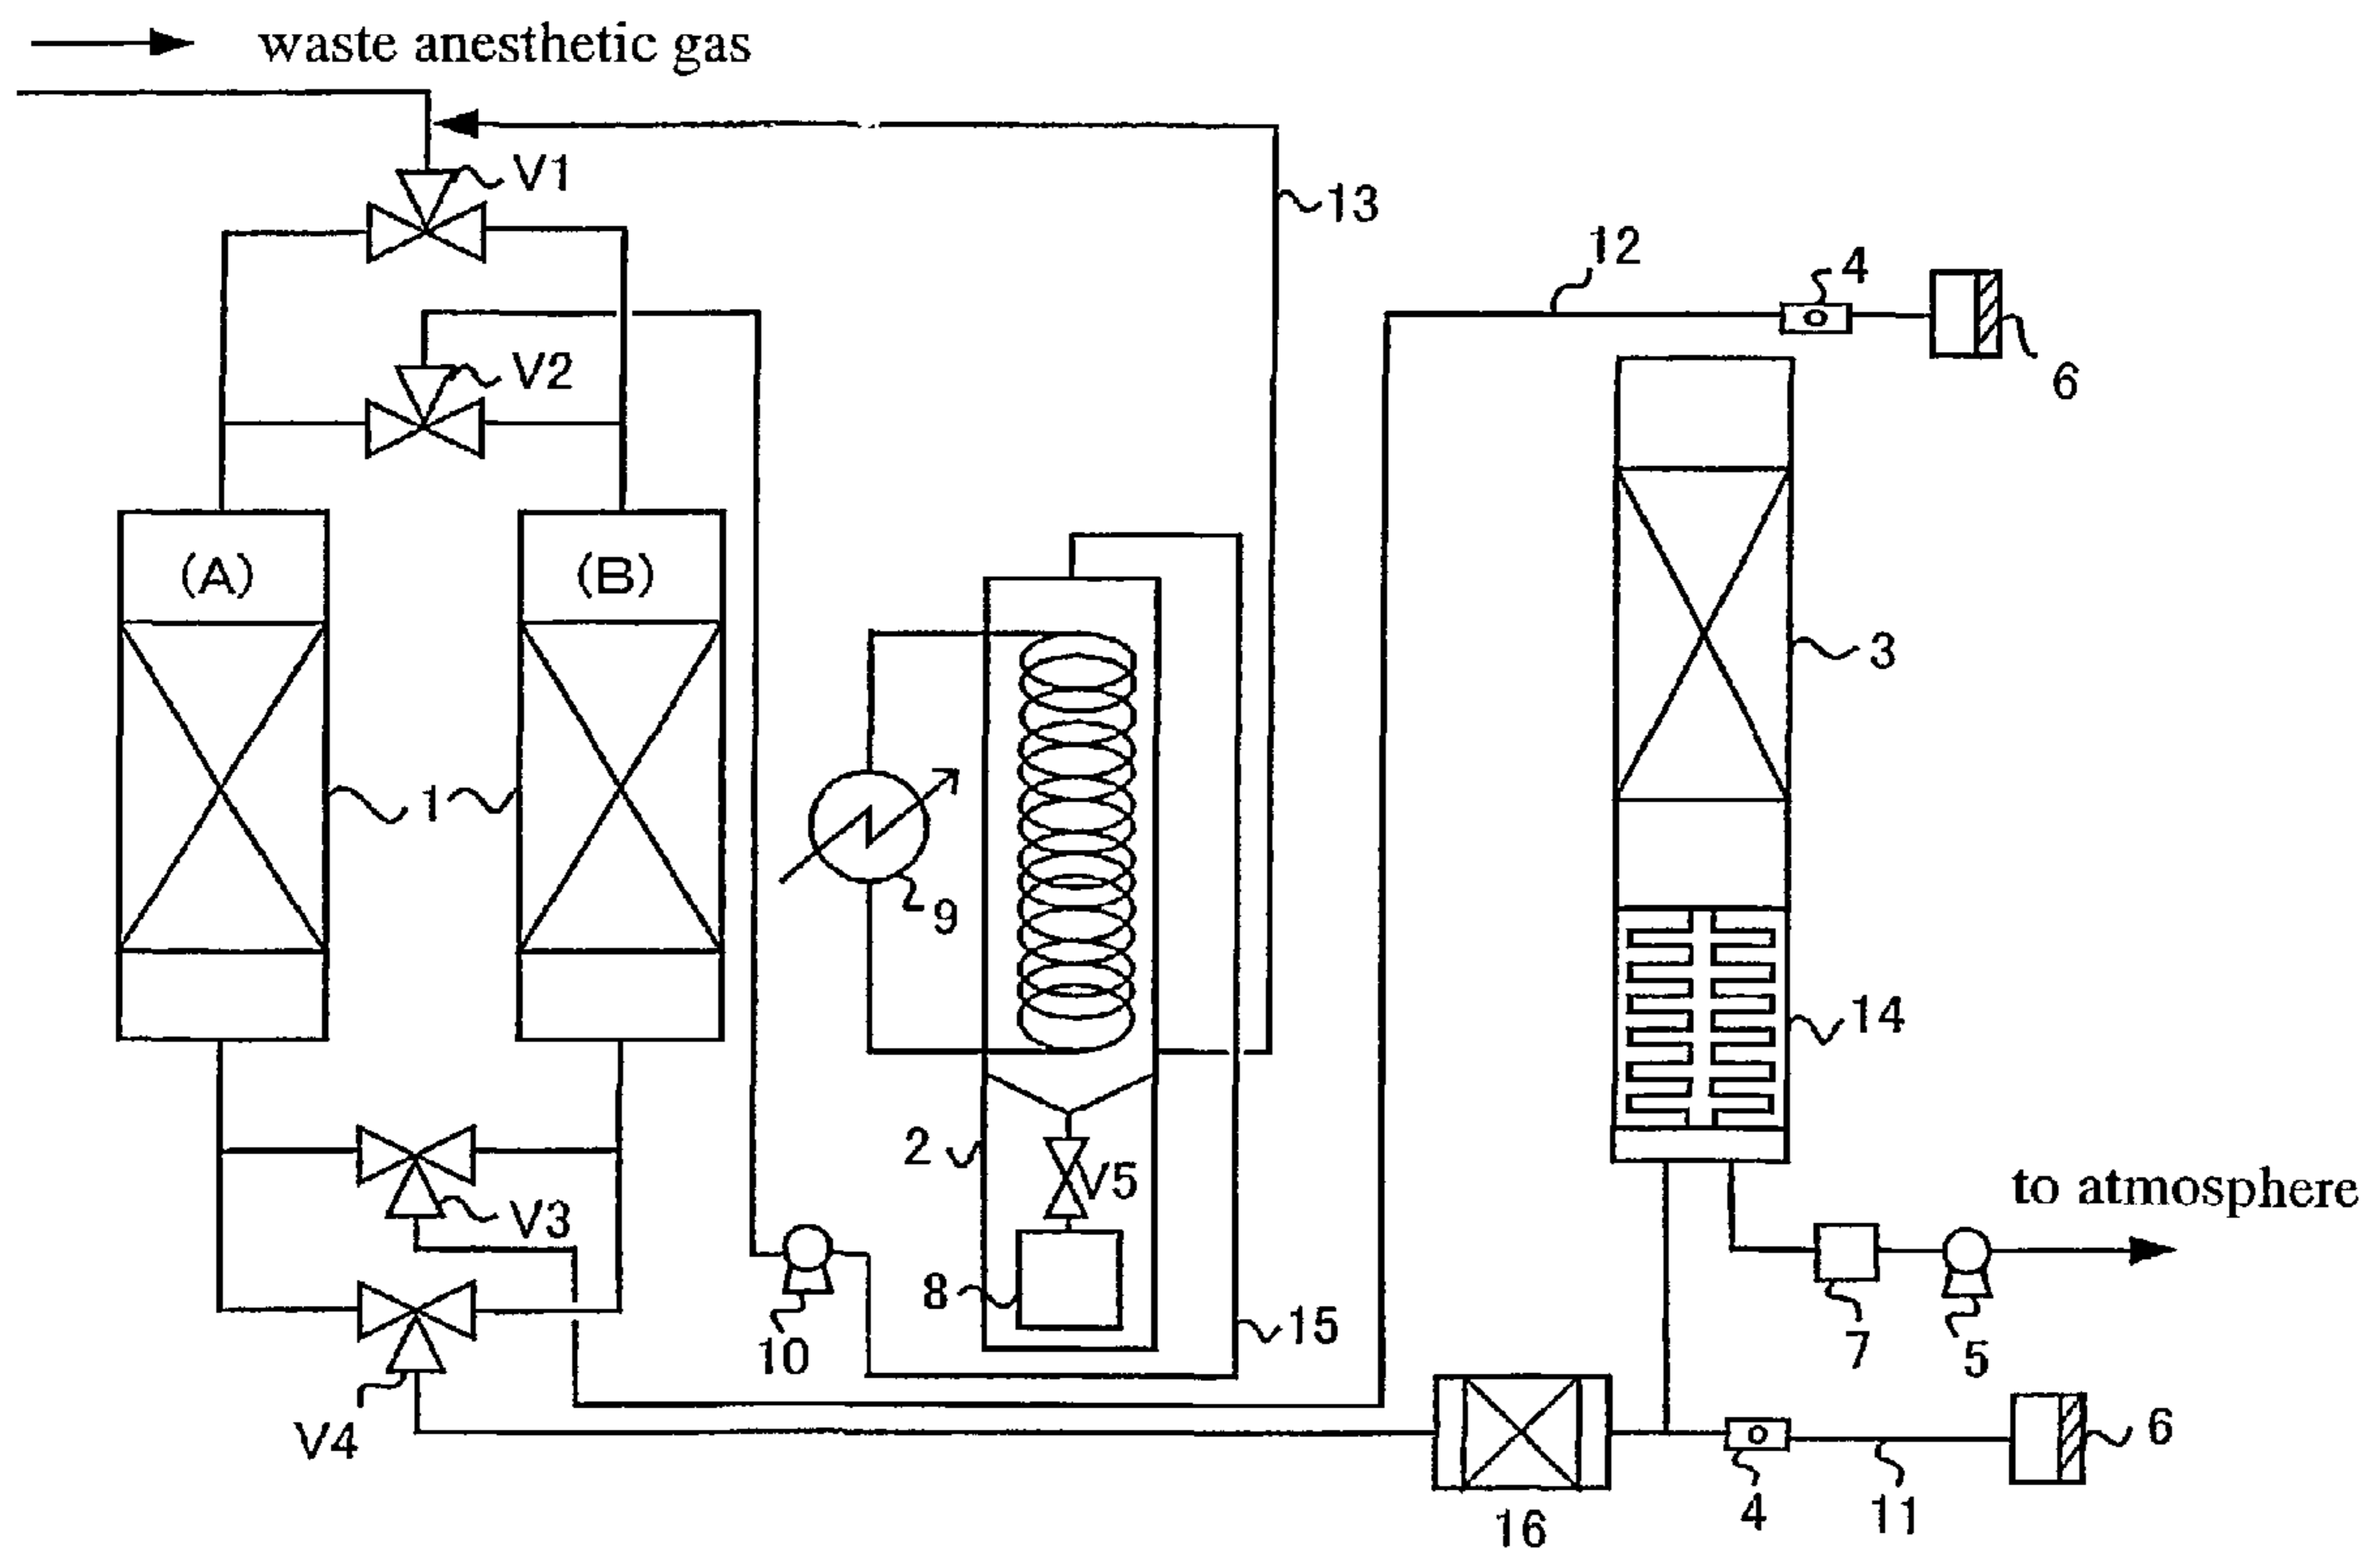 waste anesthetic gas
V1
13
12
4
6
V2
(A)
(B)
3
1
9
14
2
V5
V3
to atmosphere
8
10
15
7
5
V4
6
16
4
11